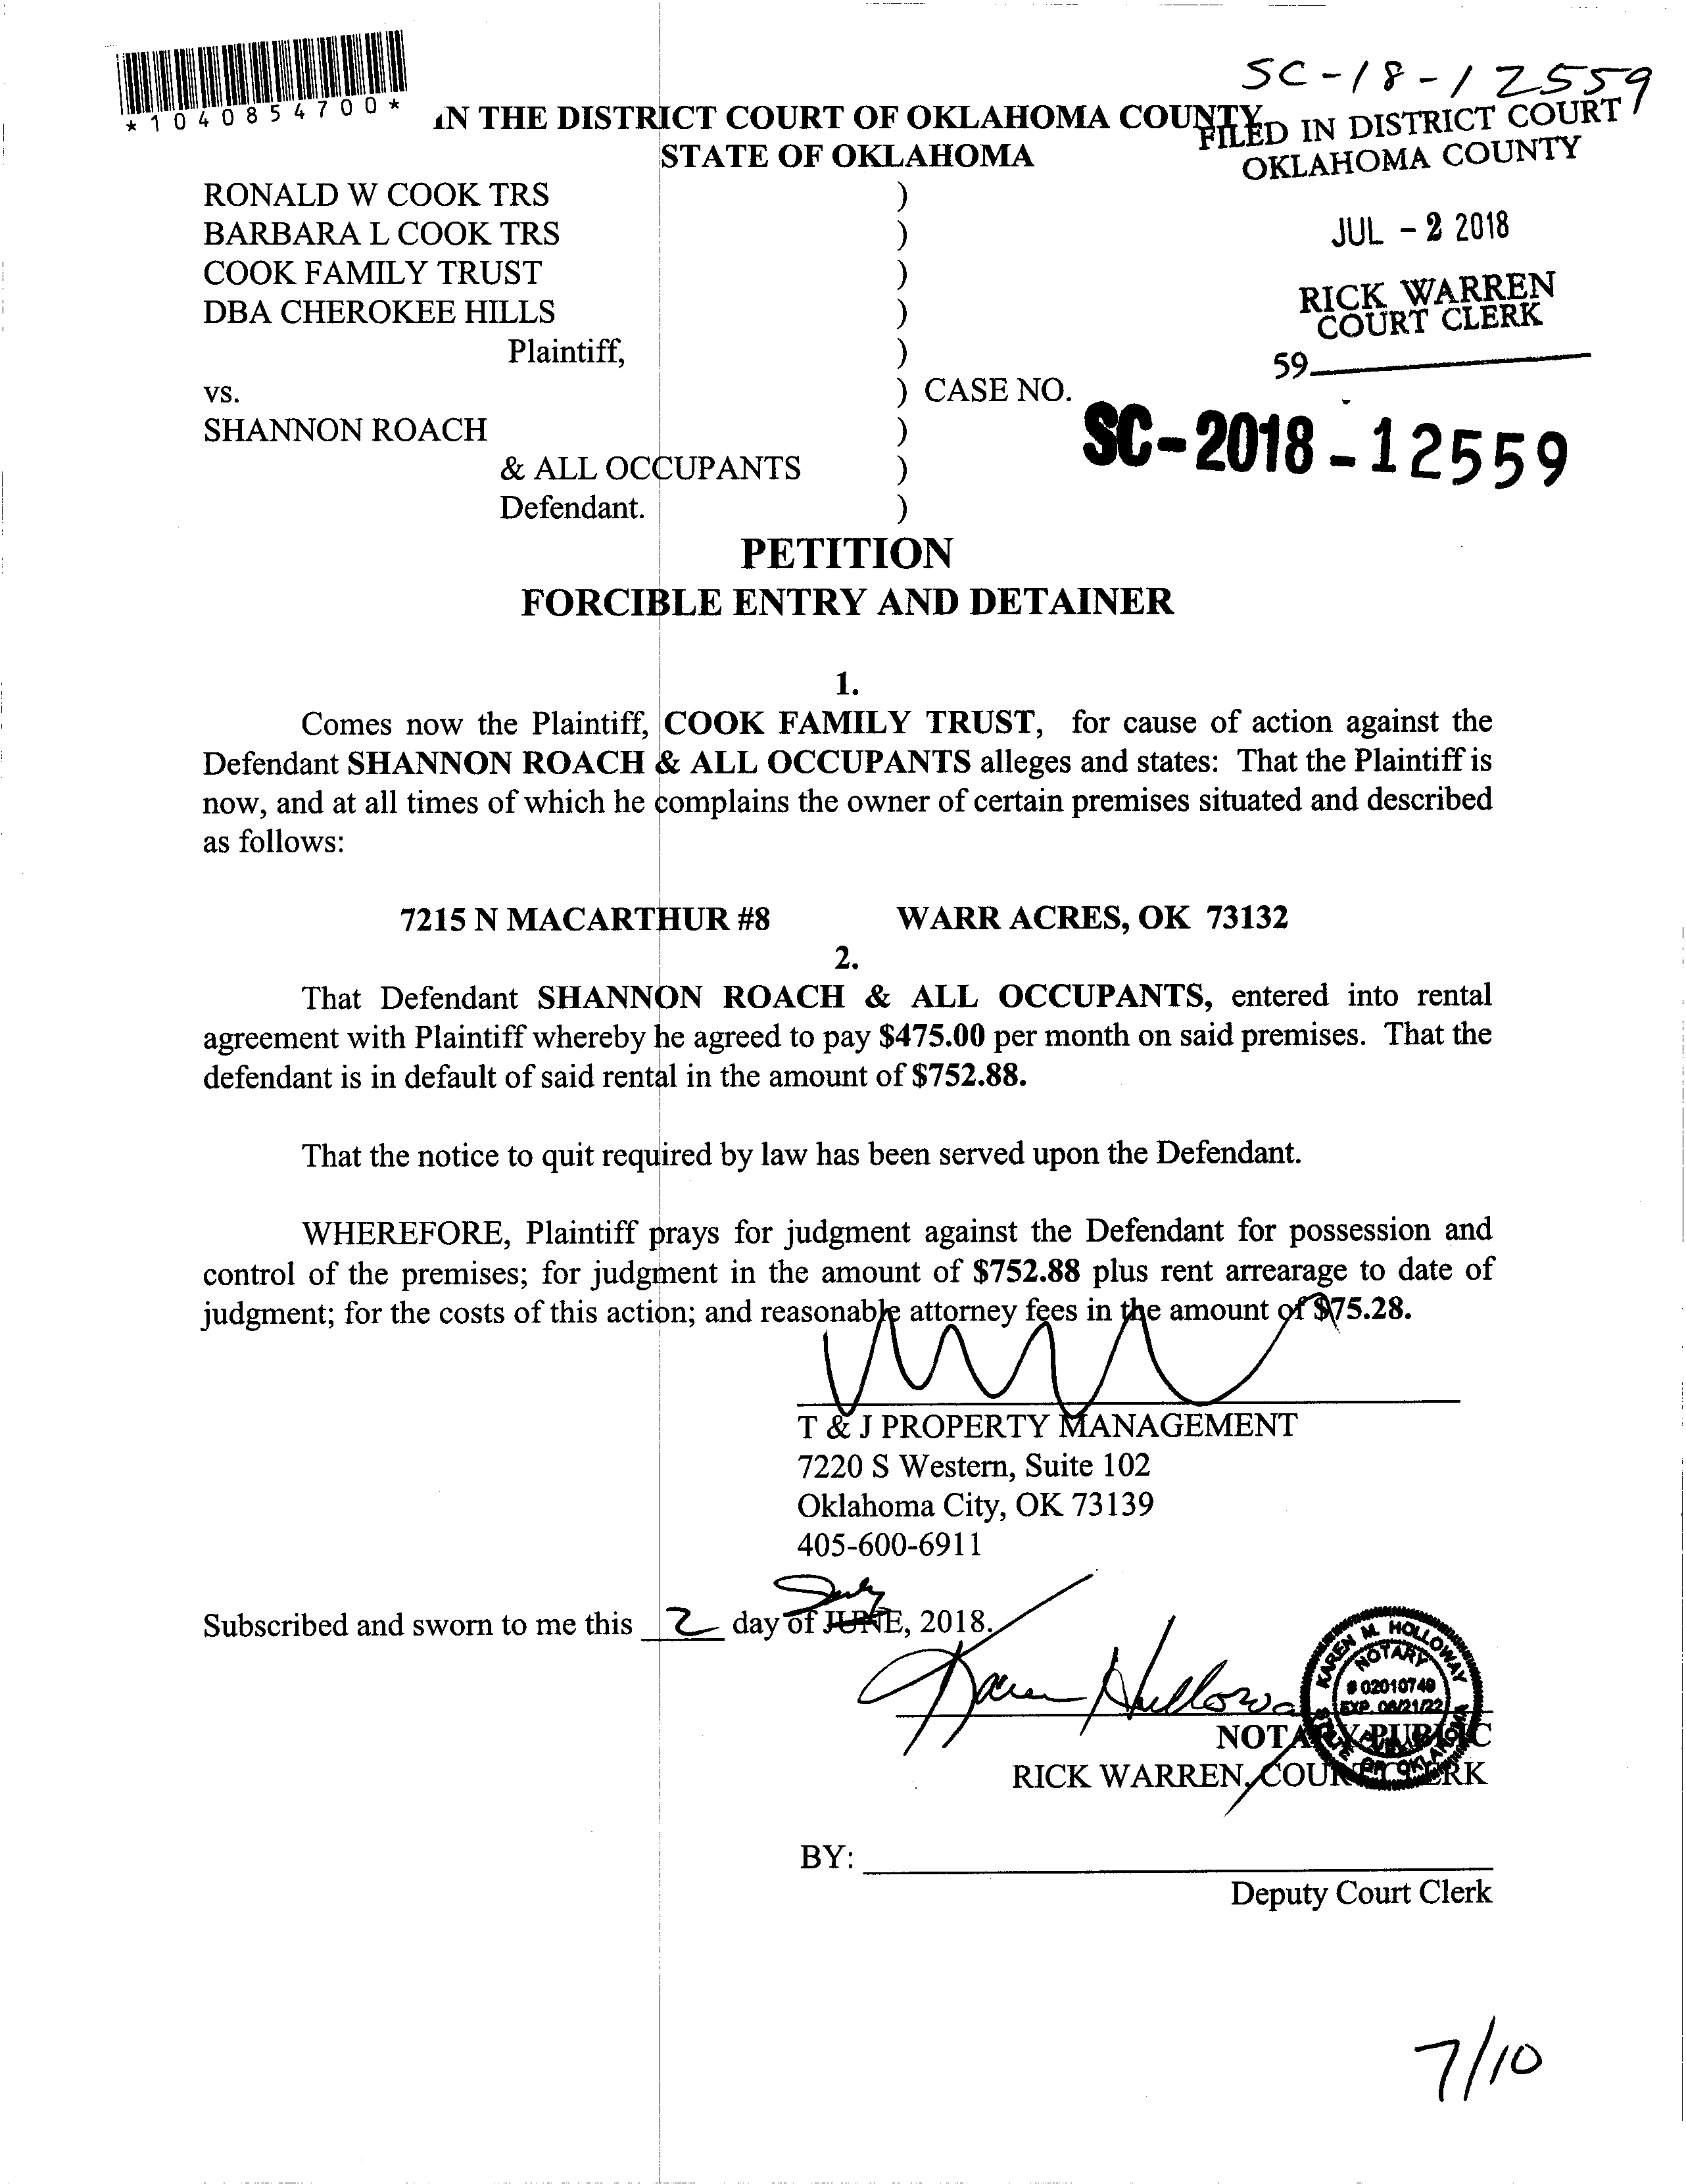 SC-18-12559
*1040854700*
IN THE DISTRICT COURT OF OKLAHOMA COUNTY
STATE OF OKLAHOMA
FILED IN DISTRICT COURT
OKLAHOMA COUNTY
JUL - 2 2018
RICK WARREN
COURT CLERK
59
RONALD W COOK TRS )
BARBARA L COOK TRS )
COOK FAMILY TRUST )
DBA CHEROKEE HILLS )
Plaintiff, )
vs. ) CASE NO.
SC-2018-12559
SHANNON ROACH )
& ALL OCCUPANTS )
Defendant. )
PETITION
FORCIBLE ENTRY AND DETAINER
1.
Comes now the Plaintiff, COOK FAMILY TRUST, for cause of action against the
Defendant SHANNON ROACH & ALL OCCUPANTS alleges and states: That the Plaintiff is
now, and at all times of which he complains the owner of certain premises situated and described
as follows:
7215 N MACARTHUR #8 WARR ACRES, OK 73132
2.
That Defendant SHANNON ROACH & ALL OCCUPANTS, entered into rental
agreement with Plaintiff whereby he agreed to pay $475.00 per month on said premises. That the
defendant is in default of said rental in the amount of $752.88.
That the notice to quit required by law has been served upon the Defendant.
WHEREFORE, Plaintiff prays for judgment against the Defendant for possession and
control of the premises; for judgment in the amount of $752.88 plus rent arrearage to date of
judgment; for the costs of this action; and reasonable attorney fees in the amount of $75.28.
T & J PROPERTY MANAGEMENT
7220 S Western, Suite 102
Oklahoma City, OK 73139
405-600-6911
July
Subscribed and sworn to me this 2 day of JUNE, 2018.
Karen Holloway
KAREN M. HOLLOWAY
NOTARY
# 02010749
EXP. 06/21/22
PUBLIC
STATE OF OKLAHOMA
NOTARY PUBLIC
RICK WARREN, COURT CLERK
BY:
Deputy Court Clerk
7/10